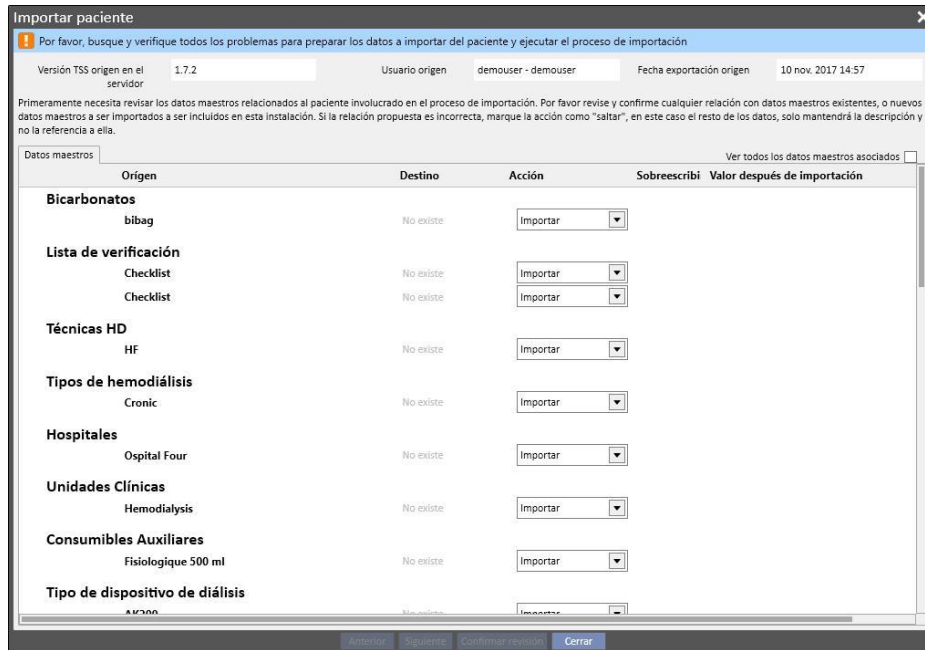 Importar paciente
Por favor, busque y verifique todos los problemas para preparar los datos a importar del paciente y ejecutar el proceso de importación
Versión TSS origen en el servidor 1.7.2 Usuario origen demouser - demouser Fecha exportación origen 10 nov. 2017 14:57
Primeramente necesita revisar los datos maestros relacionados al paciente involucrado en el proceso de importación. Por favor revise y confirme cualquier relación con datos maestros existentes, o nuevos
datos maestros a ser importados a ser incluidos en esta instalación. Si la relación propuesta es incorrecta, marque la acción como "saltar", en este caso el resto de los datos, solo mantendrá la descripción y
no la referencia a ella.
Datos maestros Ver todos los datos maestros asociados
Orígen Destino Acción Sobreescribi Valor después de importación
Bicarbonatos
bibag No existe Importar
Lista de verificación
Checklist No existe Importar
Checklist No existe Importar
Técnicas HD
HF No existe Importar
Tipos de hemodiálisis
Cronic No existe Importar
Hospitales
Ospital Four No existe Importar
Unidades Clínicas
Hemodialysis No existe Importar
Consumibles Auxiliares
Fisiologique 500 ml No existe Importar
Tipo de dispositivo de diálisis
AK200 No existe Importar
Anterior Siguiente Confirmar revisión Cerrar